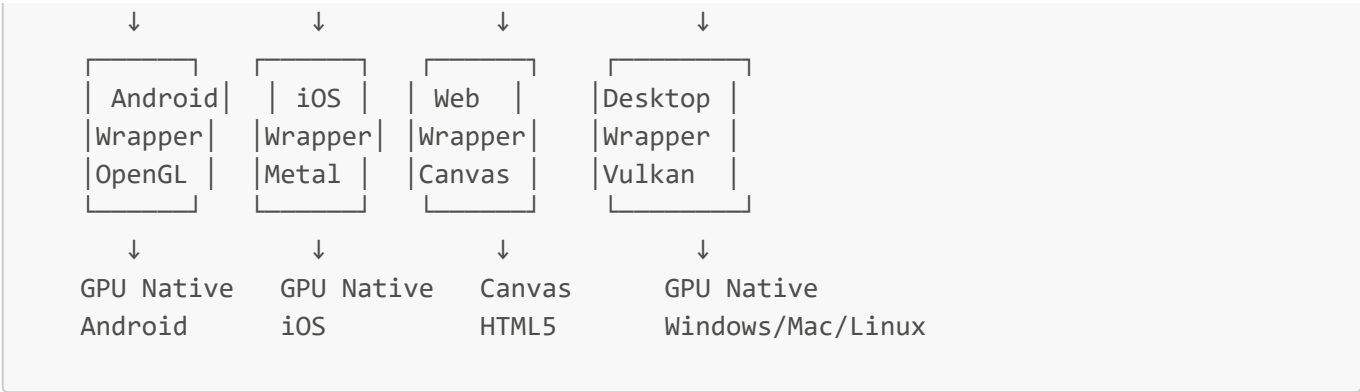 ↓ ↓ ↓ ↓
┌──────┐ ┌───────┐ ┌───────┐ ┌─────────┐
│ Android│ │ iOS │ │ Web │ │Desktop │
│Wrapper│ │Wrapper│ │Wrapper│ │Wrapper │
│OpenGL │ │Metal │ │Canvas │ │Vulkan │
└──────┘ └───────┘ └───────┘ └─────────┘
↓ ↓ ↓ ↓
GPU Native GPU Native Canvas GPU Native
Android iOS HTML5 Windows/Mac/Linux